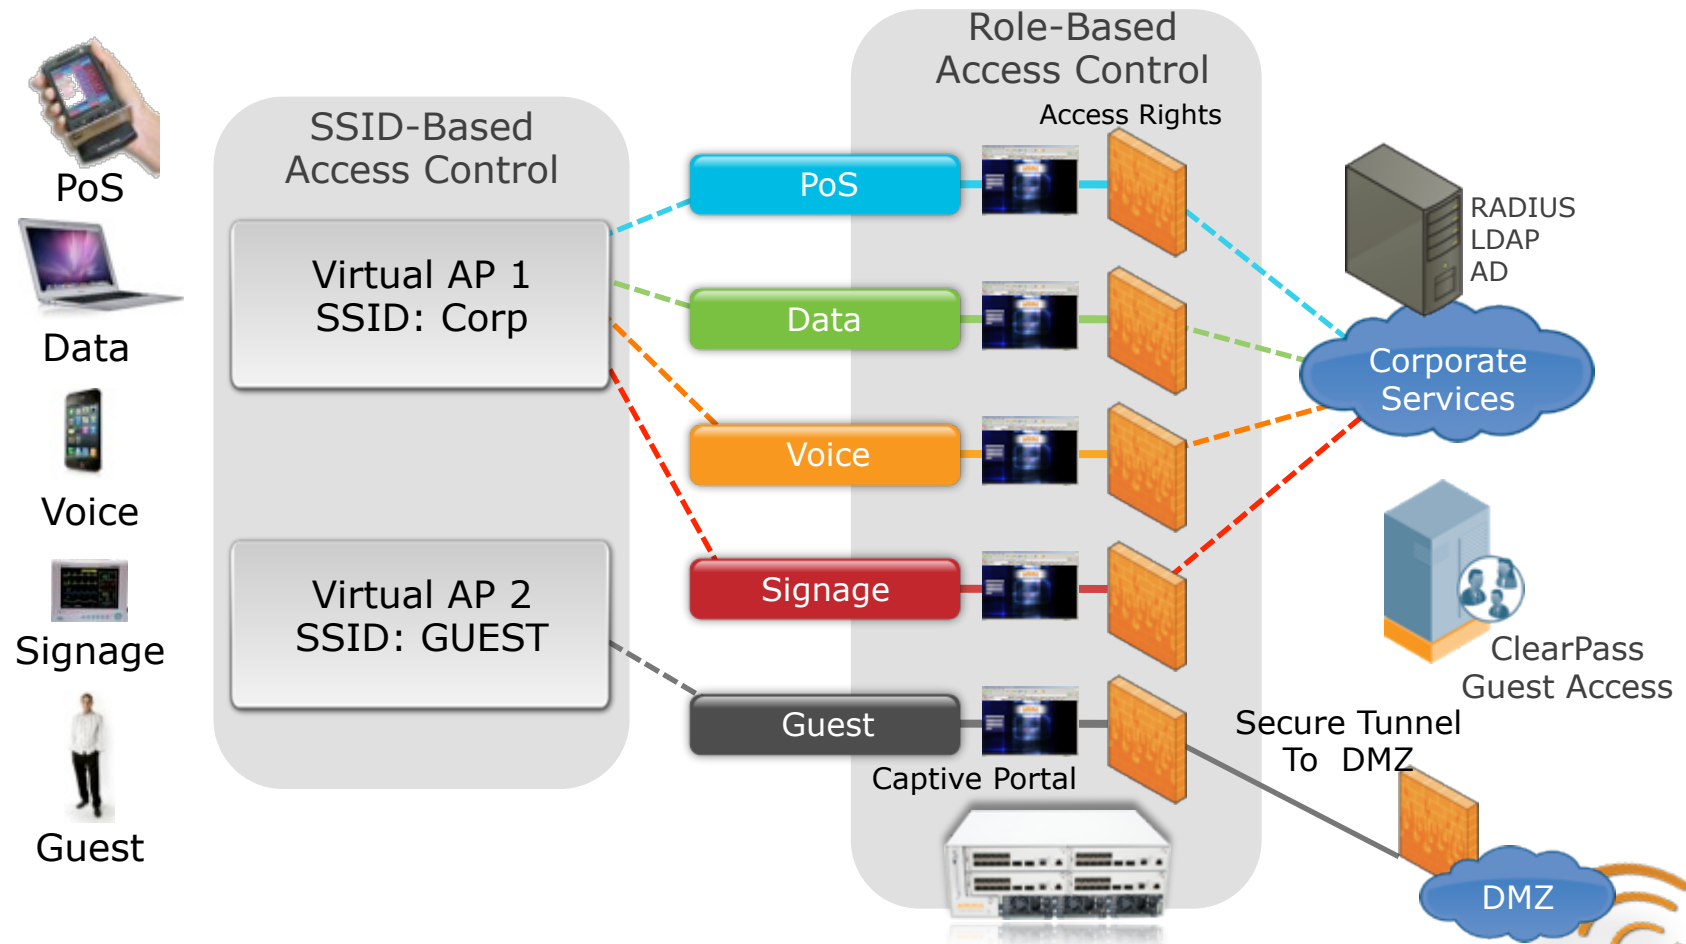 Role-Based
Access Control
Access Rights
SSID-Based
Access Control
PoS
Data
Voice
Signage
Guest
Virtual AP 1
SSID: Corp
Virtual AP 2
SSID: GUEST
PoS
Data
Voice
Signage
Guest
Captive Portal
RADIUS
LDAP
AD
Corporate
Services
ClearPass
Guest Access
Secure Tunnel
To DMZ
DMZ